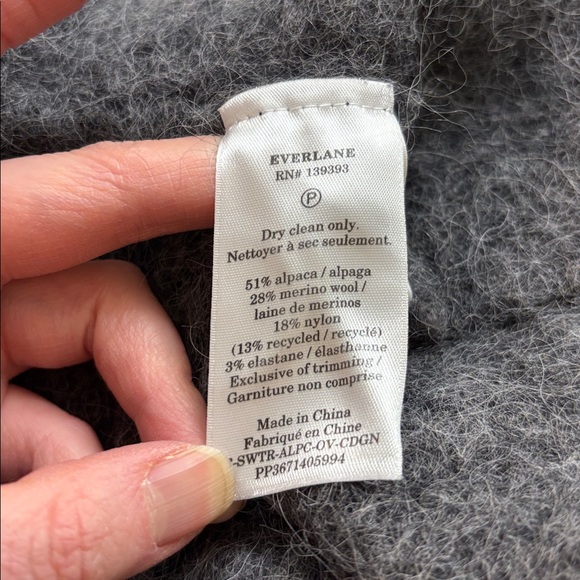 EVERLANE
RN# 139393
P
Dry clean only.
Nettoyer à sec seulement.
51% alpaca / alpaga
28% merino wool /
laine de merinos
18% nylon
(13% recycled / recyclé)
3% elastane / élasthanne
Exclusive of trimming /
Garniture non comprise
Made in China
Fabriqué en Chine
-SWTR-ALPC-OV-CDGN
PP3671405994